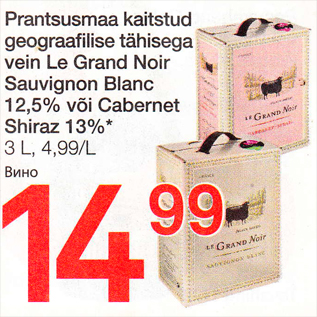 Prantsusmaa kaitstud
geograafilise tähisega
vein Le Grand Noir
Sauvignon Blanc
12,5% või Cabernet
Shiraz 13%*
3 L, 4,99/L
Вино
14 99
LE GRAND Noir
LE GRAND Noir
SAUVIGNON BLANC